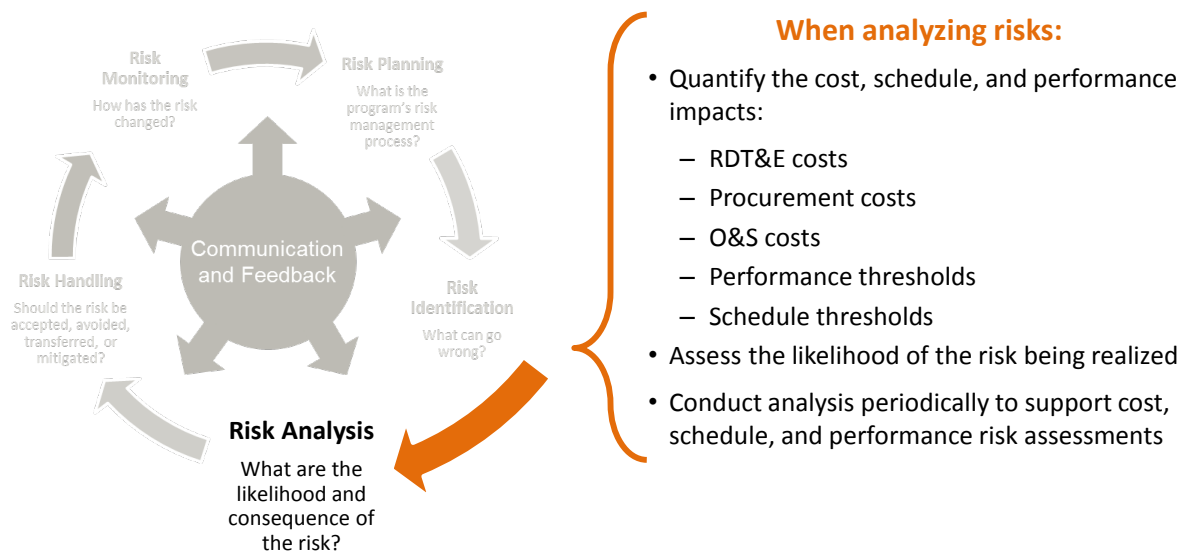 Risk
Monitoring
How has the risk
changed?
Risk Planning
What is the
program's risk
management
process?
Communication
and Feedback
Risk Handling
Should the risk be
accepted, avoided,
transferred, or
mitigated?
Risk
Identification
What can go
wrong?
Risk Analysis
What are the
likelihood and
consequence of
the risk?
When analyzing risks:
• Quantify the cost, schedule, and performance
impacts:
– RDT&E costs
– Procurement costs
– O&S costs
– Performance thresholds
– Schedule thresholds
• Assess the likelihood of the risk being realized
• Conduct analysis periodically to support cost,
schedule, and performance risk assessments